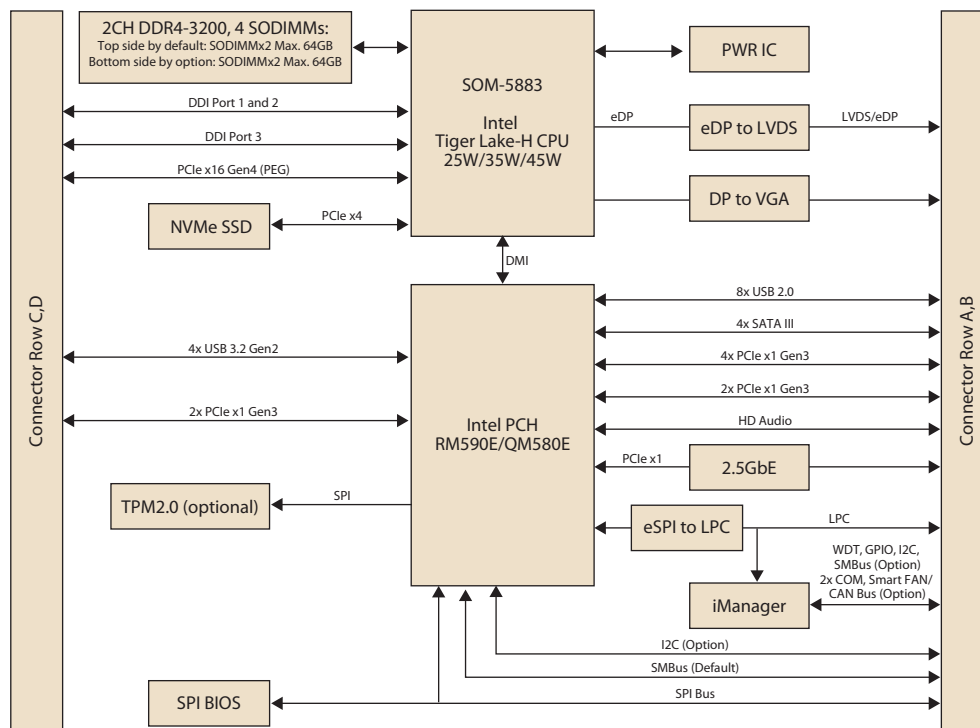 2CH DDR4-3200, 4 SODIMMs:
Top side by default: SODIMMx2 Max. 64GB
Bottom side by option: SODIMMx2 Max. 64GB
SOM-5883
Intel
Tiger Lake-H CPU
25W/35W/45W
PWR IC
DDI Port 1 and 2
DDI Port 3
PCIe x16 Gen4 (PEG)
NVMe SSD
PCIe x4
eDP
eDP to LVDS
LVDS/eDP
DP to VGA
DMI
Connector Row C,D
Connector Row A,B
4x USB 3.2 Gen2
2x PCIe x1 Gen3
Intel PCH
RM590E/QM580E
8x USB 2.0
4x SATA III
4x PCIe x1 Gen3
2x PCIe x1 Gen3
HD Audio
PCIe x1
2.5GbE
TPM2.0 (optional)
SPI
eSPI to LPC
LPC
WDT, GPIO, I2C,
SMBus (Option)
2x COM, Smart FAN/
CAN Bus (Option)
iManager
I2C (Option)
SMBus (Default)
SPI BIOS
SPI Bus